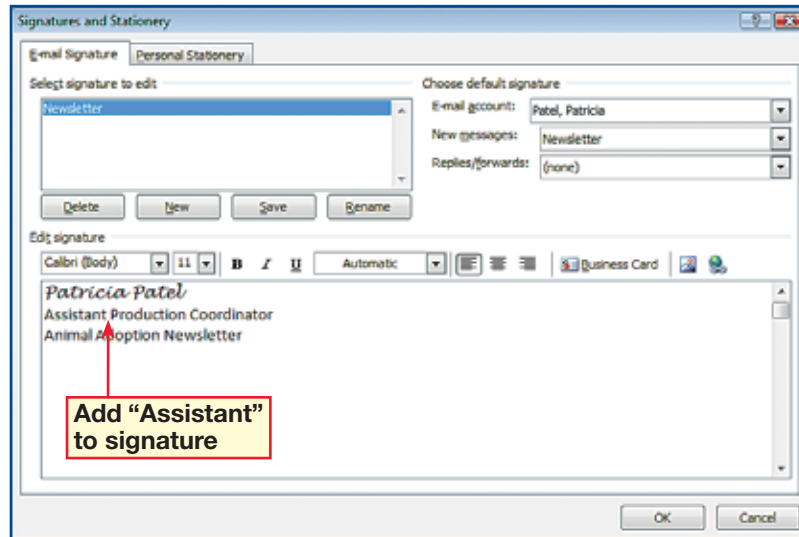 Signatures and Stationery
E-mail Signature Personal Stationery
Select signature to edit
Newsletter
Delete New Save Rename
Choose default signature
E-mail account: Patel, Patricia
New messages: Newsletter
Replies/forwards: (none)
Edit signature
Calibri (Body) 11 B I U Automatic Business Card
Patricia Patel
Assistant Production Coordinator
Animal Adoption Newsletter
Add “Assistant”
to signature
OK Cancel